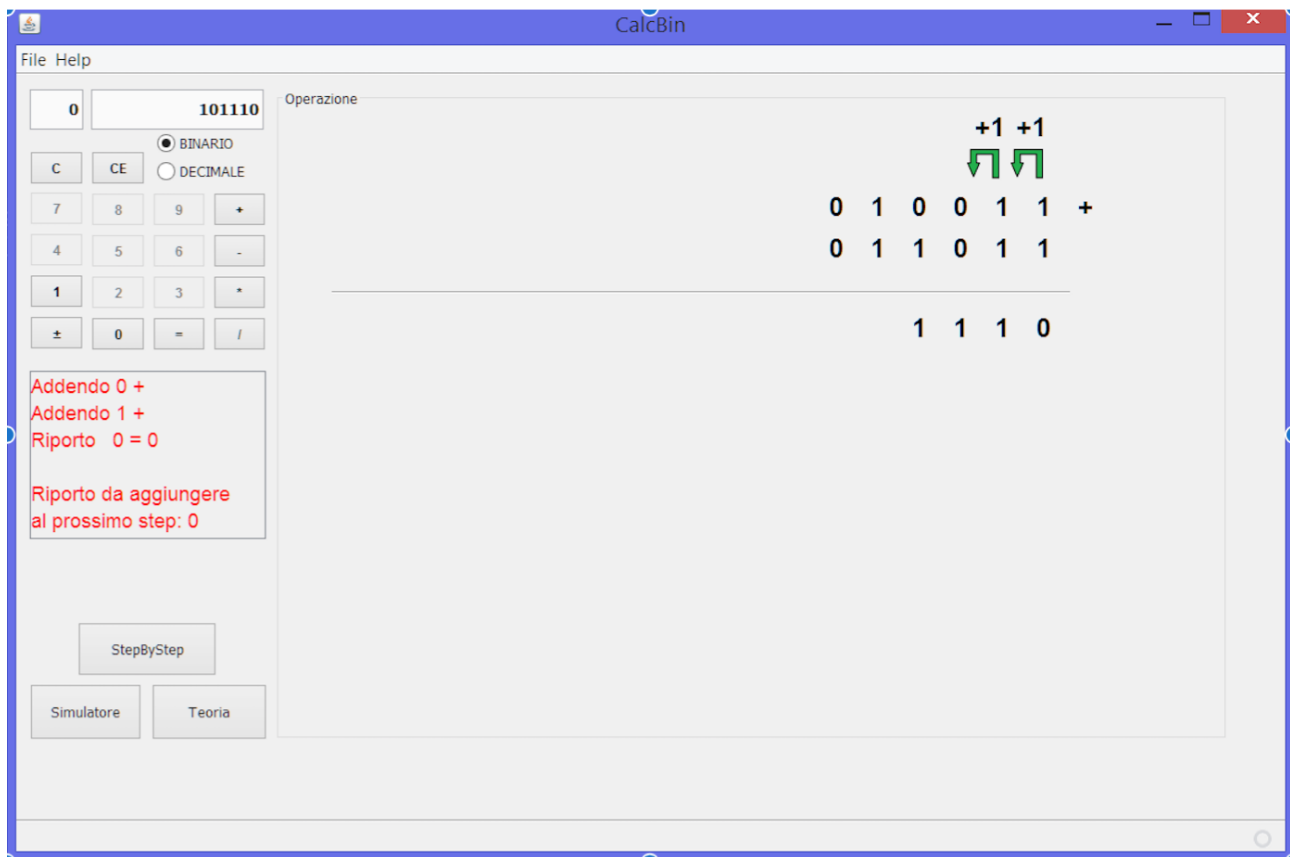 CalcBin
File Help
0 101110
BINARIO
DECIMALE
C CE
7 8 9 +
4 5 6 -
1 2 3 *
± 0 = /
Addendo 0 +
Addendo 1 +
Riporto 0 = 0
Riporto da aggiungere
al prossimo step: 0
StepByStep
Simulatore Teoria
Operazione
+1 +1
0 1 0 0 1 1 +
0 1 1 0 1 1
1 1 1 0